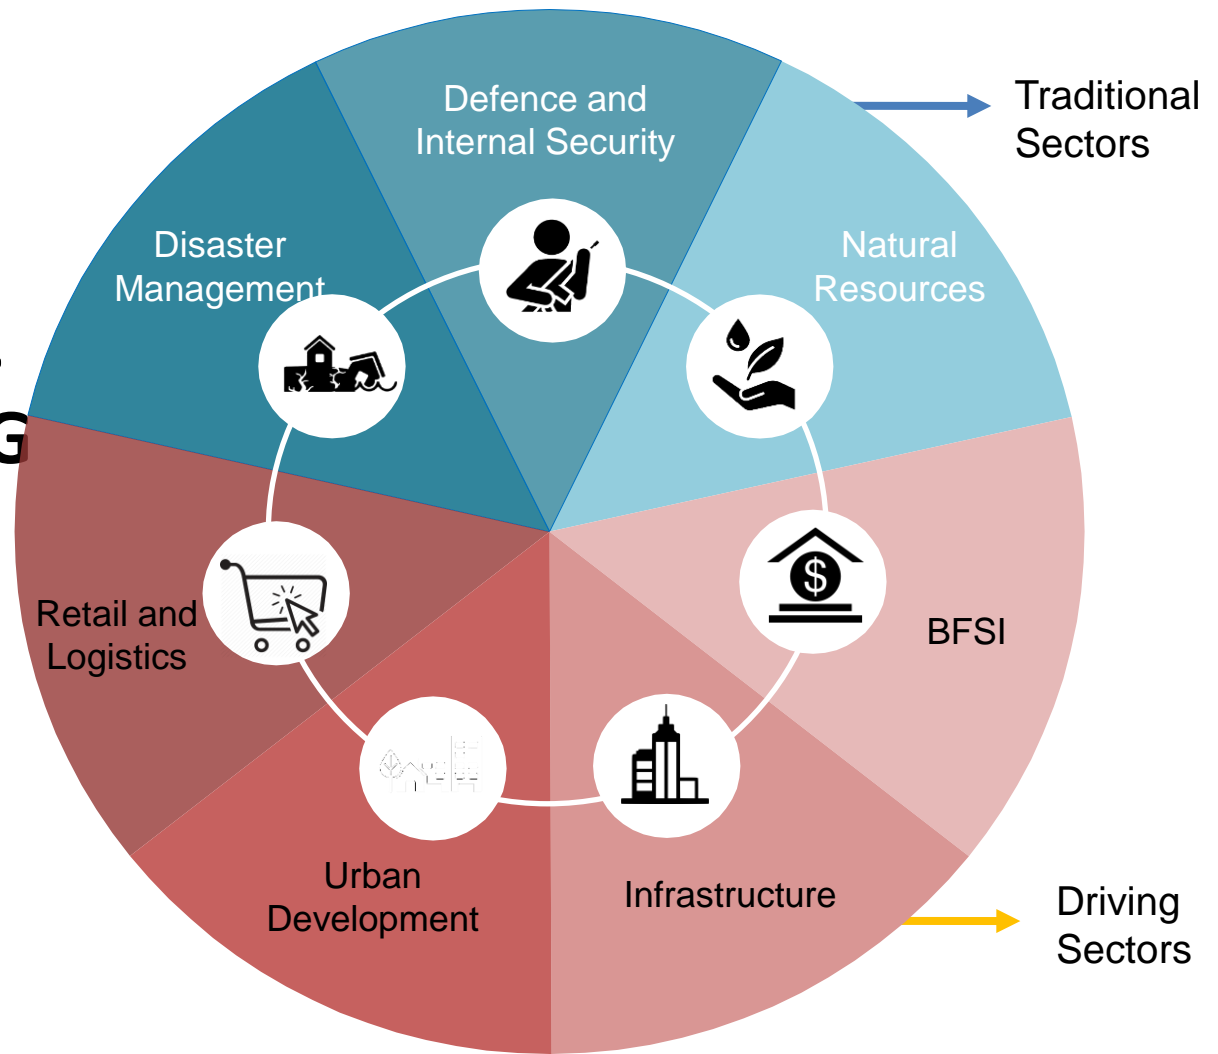 Defence and
Internal Security
Traditional
Sectors
Disaster
Management
Natural
Resources
G
$
Retail and
Logistics
BFSI
Urban
Development
Infrastructure
Driving
Sectors